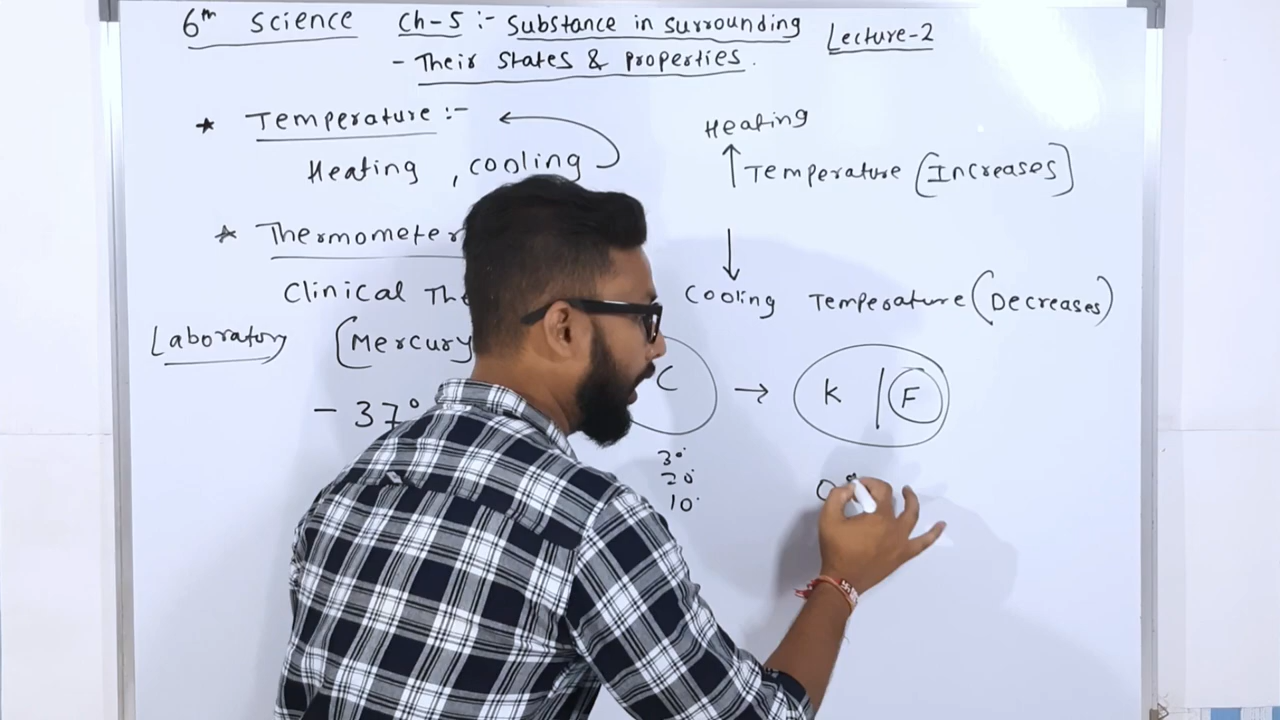 6th Science Ch-5 :- Substance in surrounding Lecture-2
- Their States & properties.
* Temperature :-
Heating , cooling
Heating
↑ Temperature (Increases)
* Thermometer
Clinical The
↓
Cooling Temperature (Decreases)
Laboratory (Mercury
- 37°
C → K | F
30°
20°
10°
0°